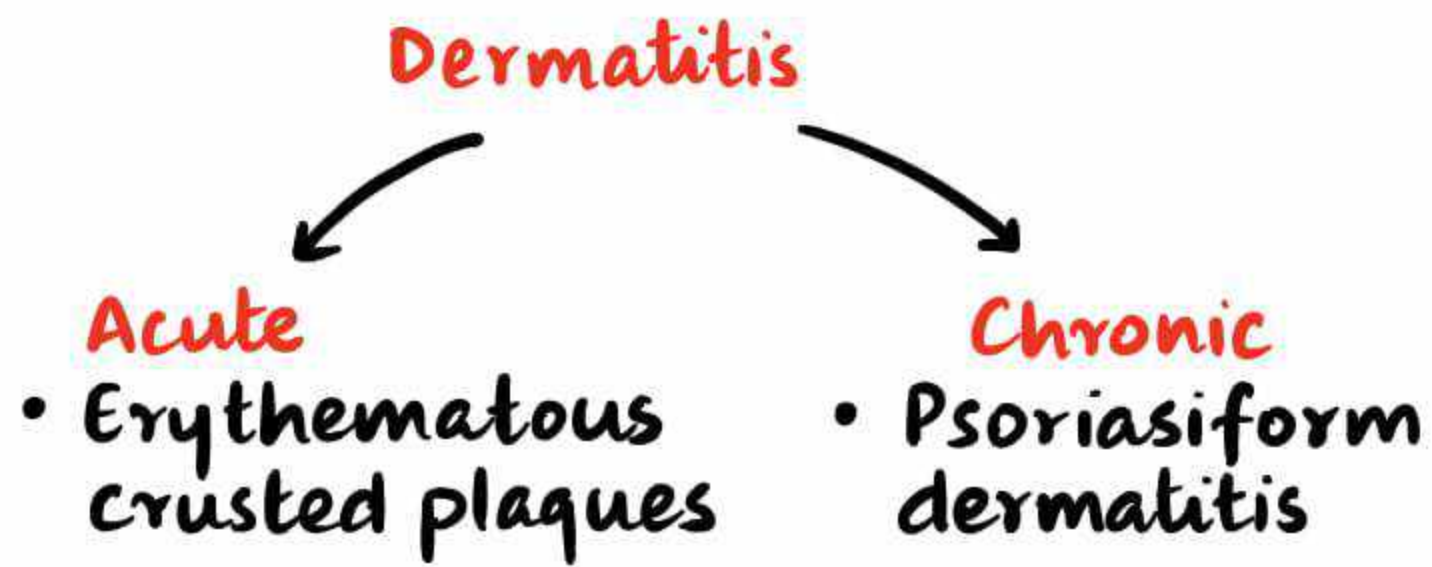 Dermatitis
Acute
• Erythematous
crusted plaques
Chronic
• Psoriasiform
dermatitis